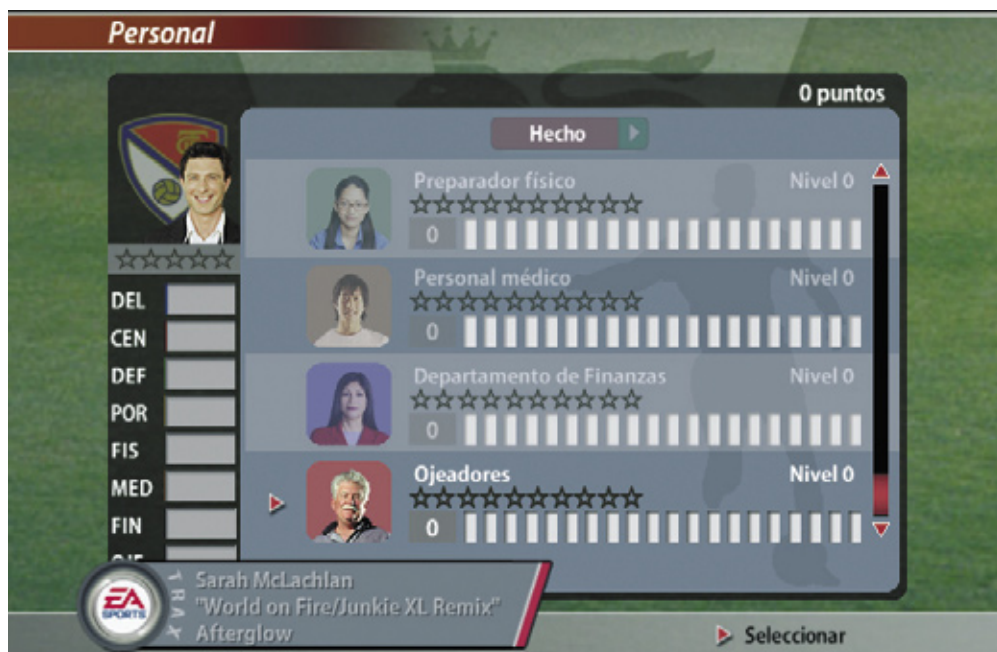 Personal
0 puntos
Hecho
Preparador físico Nivel 0
0
Personal médico Nivel 0
0
Departamento de Finanzas Nivel 0
0
Ojeadores Nivel 0
0
DEL
CEN
DEF
POR
FIS
MED
FIN
EA
SPORTS
TRAX
Sarah McLachlan
"World on Fire/Junkie XL Remix"
Afterglow
Seleccionar